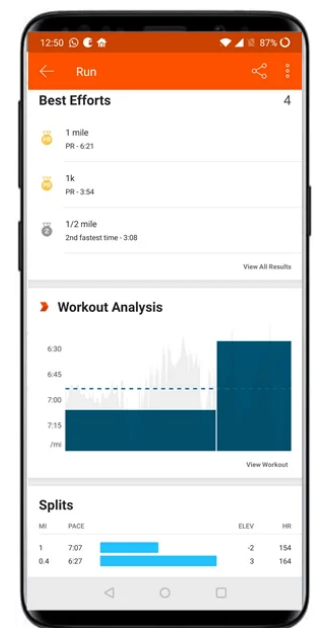 12:50 87%
Run
Best Efforts 4
1 mile
PR - 6:21
1k
PR - 3:54
2 1/2 mile
2nd fastest time - 3:08
View All Results
Workout Analysis
6:30
6:45
7:00
7:15
/mi
View Workout
Splits
MI PACE ELEV HR
1 7:07 -2 154
0.4 6:27 3 164